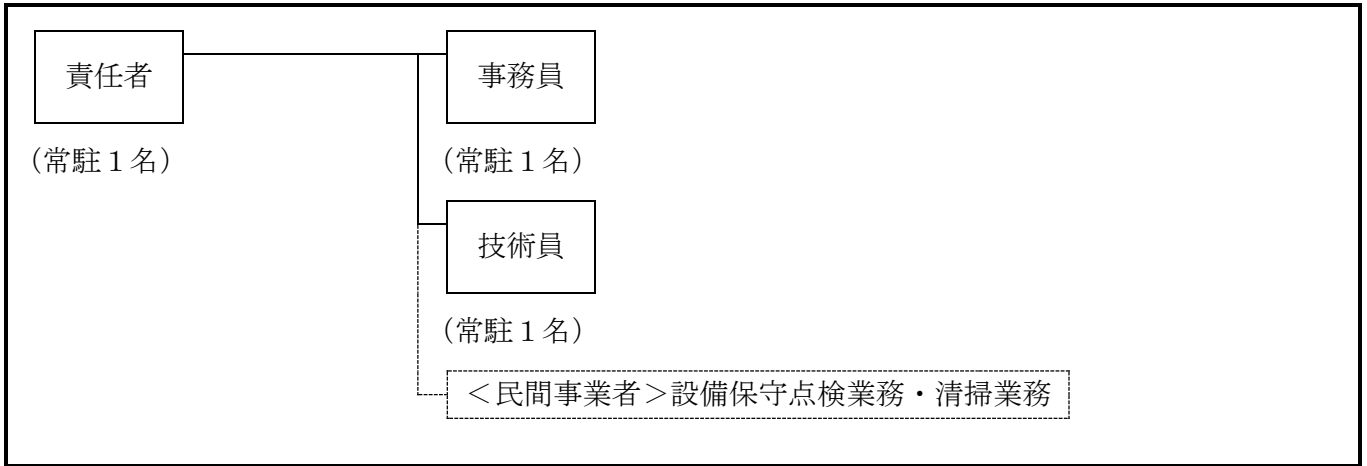 責任者
事務員
（常駐１名）
（常駐１名）
技術員
（常駐１名）
＜民間事業者＞設備保守点検業務・清掃業務